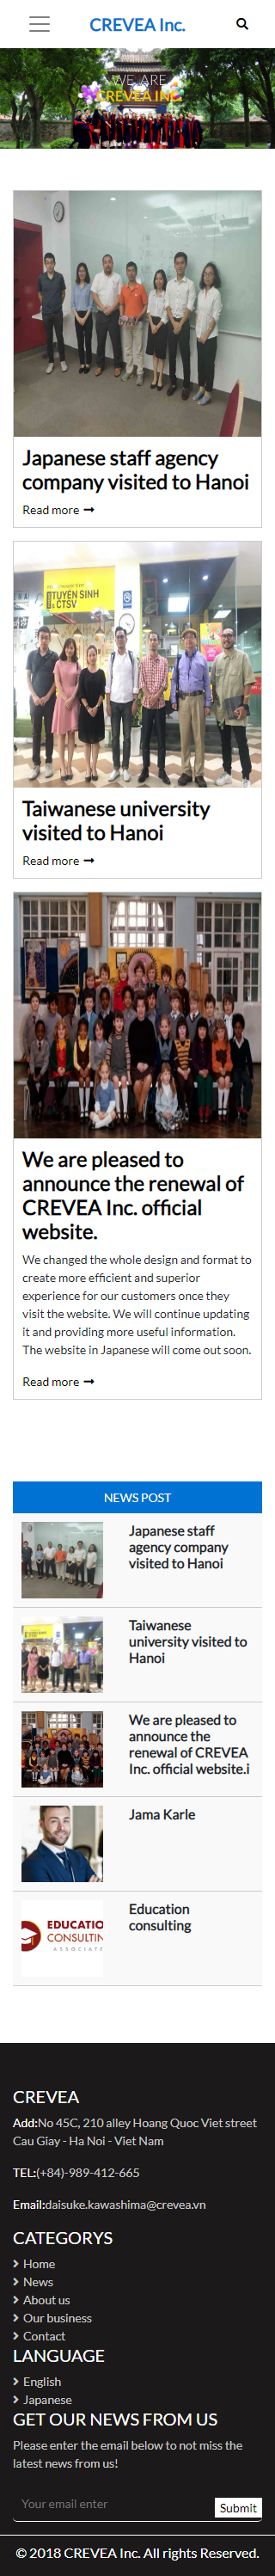 CREVEA Inc.
WE ARE
CREVEA INC
Japanese staff agency
company visited to Hanoi
Read more
TUYỂN SINH
& CTSV
Taiwanese university
visited to Hanoi
Read more
We are pleased to
announce the renewal of
CREVEA Inc. official
website.
We changed the whole design and format to
create more efficient and superior
experience for our customers once they
visit the website. We will continue updating
it and providing more useful information.
The website in Japanese will come out soon.
Read more
NEWS POST
Japanese staff
agency company
visited to Hanoi
Taiwanese
university visited to
Hanoi
We are pleased to
announce the
renewal of CREVEA
Inc. official website.i
Jama Karle
EDUCATIO
CONSULTIN
ASSOCIATE
Education
consulting
CREVEA
Add:No 45C, 210 alley Hoang Quoc Viet street
Cau Giay - Ha Noi - Viet Nam
TEL:(+84)-989-412-665
Email:daisuke.kawashima@crevea.vn
CATEGORYS
Home
News
About us
Our business
Contact
LANGUAGE
English
Japanese
GET OUR NEWS FROM US
Please enter the email below to not miss the
latest news from us!
Your email enter
Submit
© 2018 CREVEA Inc. All rights Reserved.